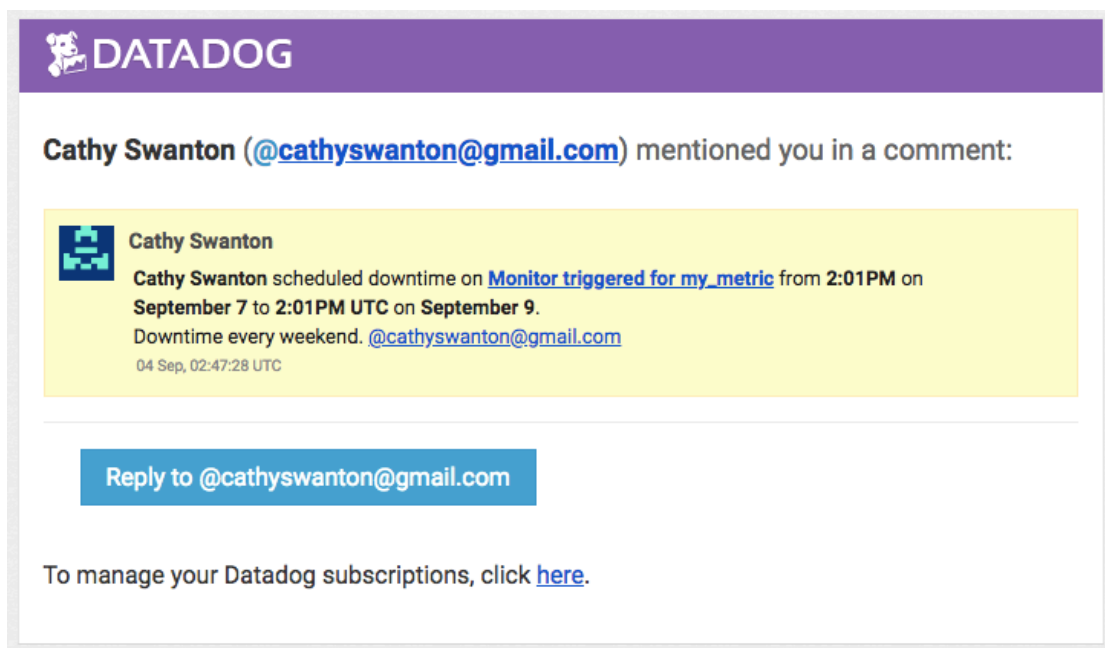 DATADOG
Cathy Swanton (@cathyswanton@gmail.com) mentioned you in a comment:
Cathy Swanton
Cathy Swanton scheduled downtime on Monitor triggered for my_metric from 2:01PM on
September 7 to 2:01PM UTC on September 9.
Downtime every weekend. @cathyswanton@gmail.com
04 Sep, 02:47:28 UTC
Reply to @cathyswanton@gmail.com
To manage your Datadog subscriptions, click here.